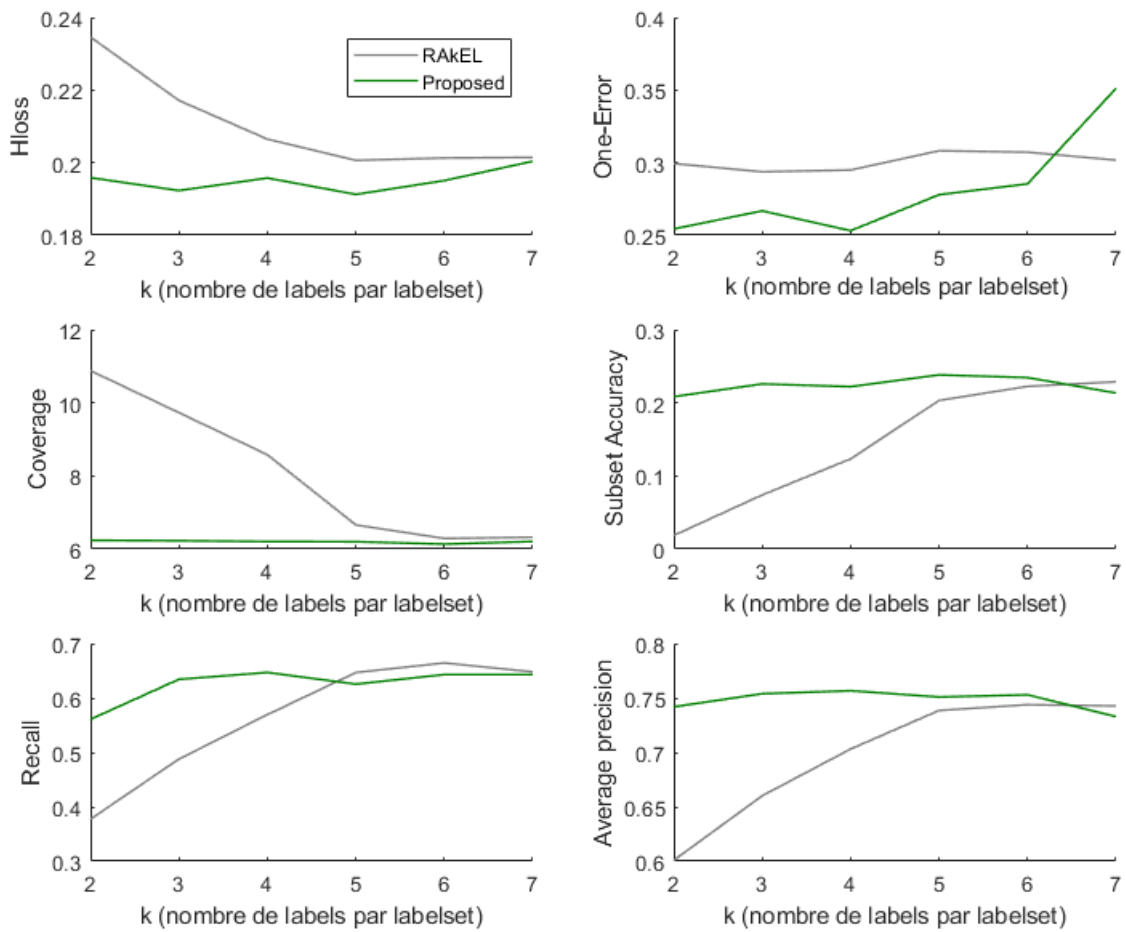 0.24
0.22
0.2
0.18
Hloss
RAkEL
Proposed
2 3 4 5 6 7
k (nombre de labels par labelset)
0.4
0.35
0.3
0.25
One-Error
2 3 4 5 6 7
k (nombre de labels par labelset)
12
10
8
6
Coverage
2 3 4 5 6 7
k (nombre de labels par labelset)
0.3
0.2
0.1
0
Subset Accuracy
2 3 4 5 6 7
k (nombre de labels par labelset)
0.7
0.6
0.5
0.4
0.3
Recall
2 3 4 5 6 7
k (nombre de labels par labelset)
0.8
0.75
0.7
0.65
0.6
Average precision
2 3 4 5 6 7
k (nombre de labels par labelset)